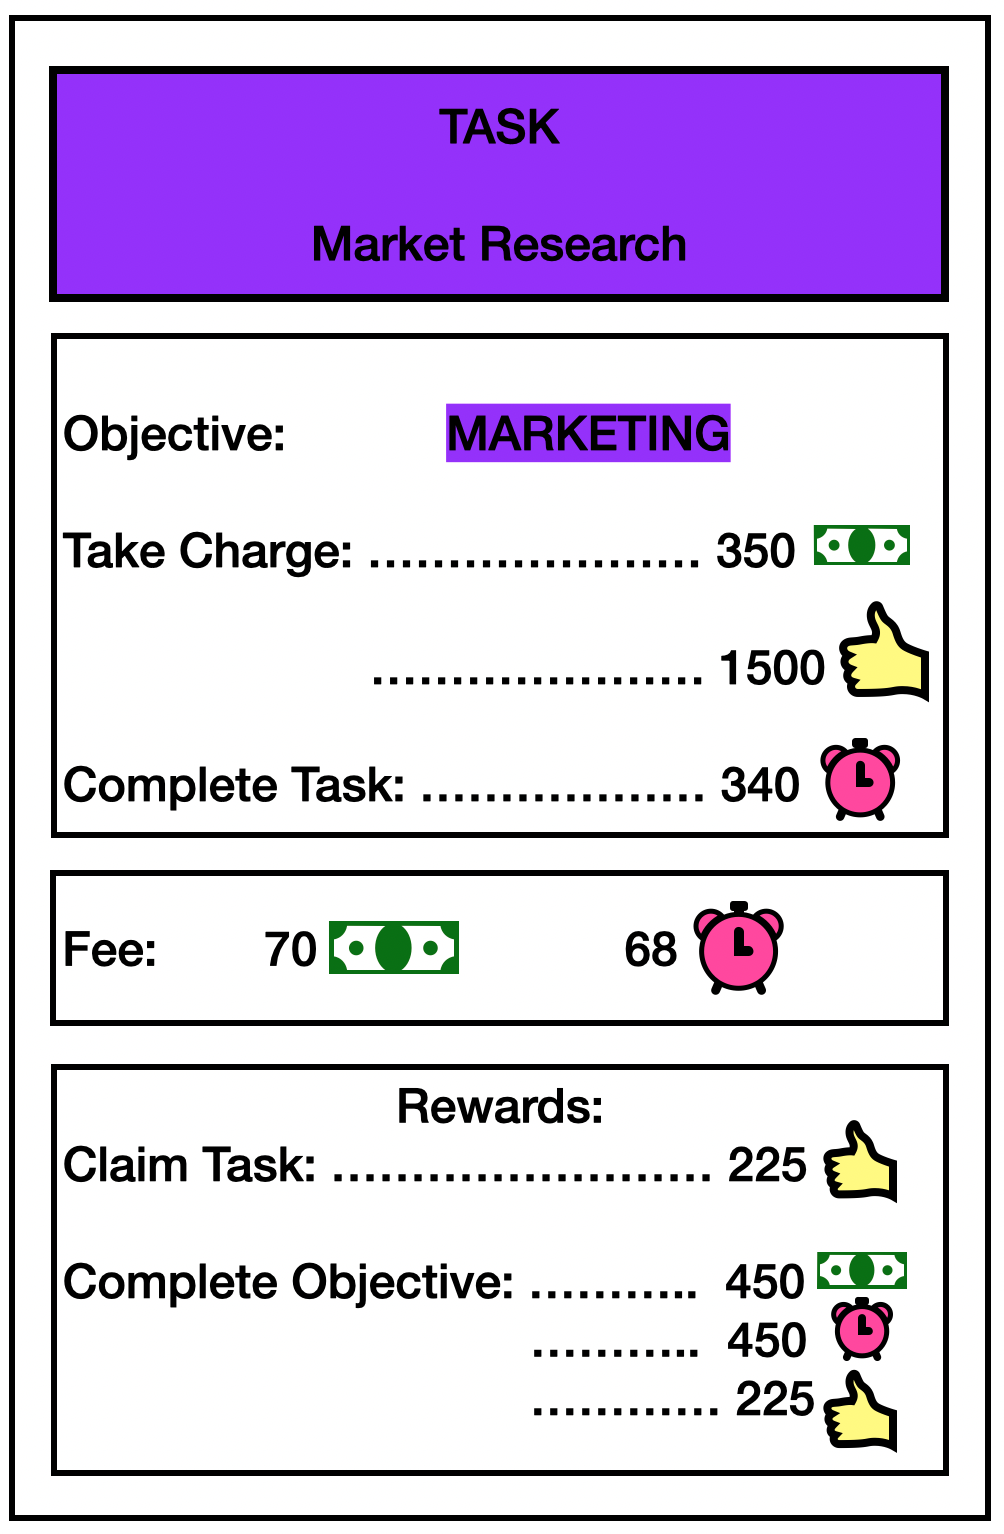 TASK
Market Research
Objective: MARKETING
Take Charge: ..................... 350
..................... 1500
Complete Task: .................. 340
Fee: 70 68
Rewards:
Claim Task: ........................ 225
Complete Objective: ........... 450
........... 450
............ 225